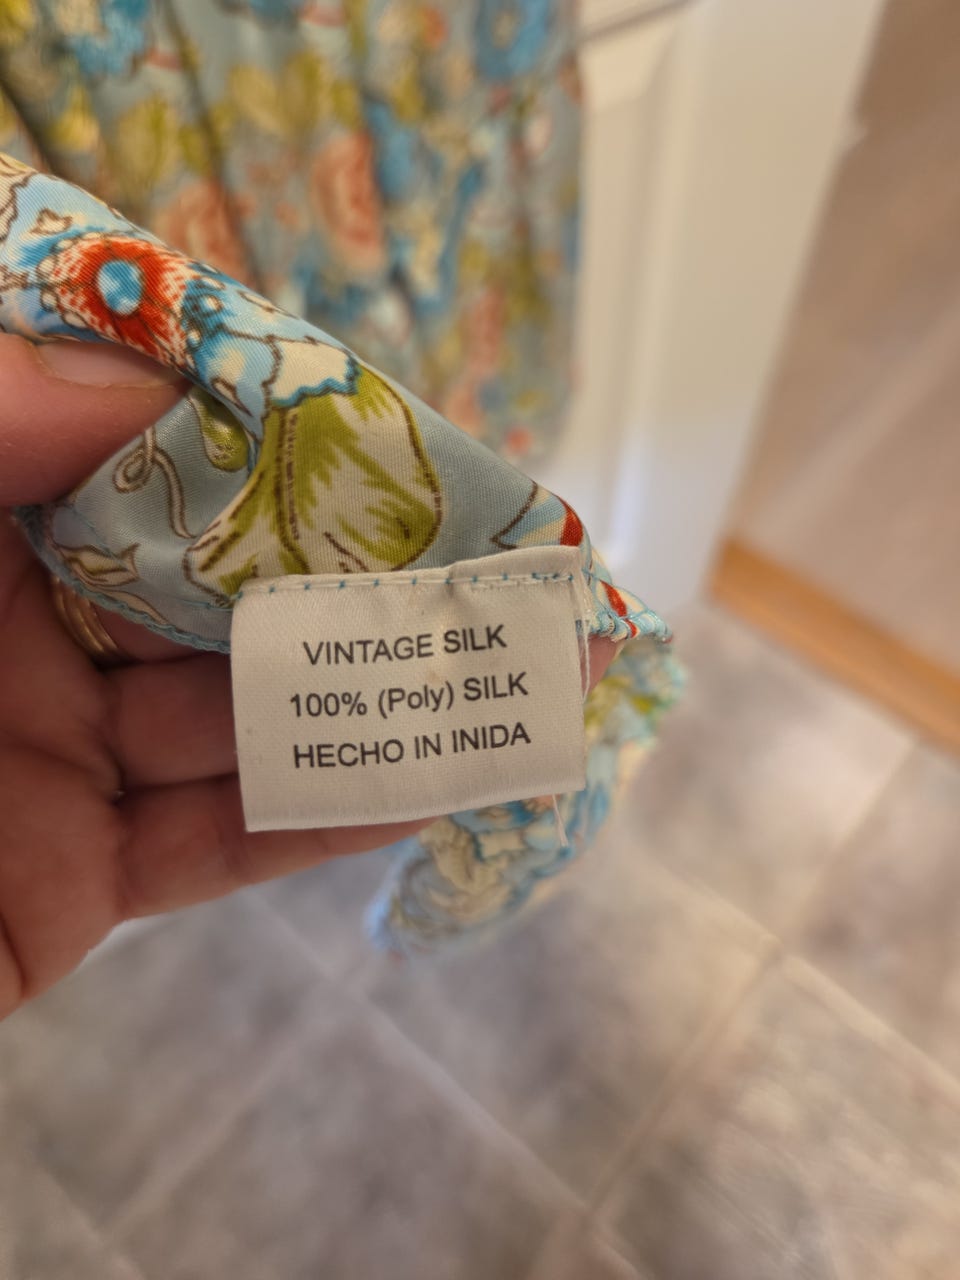 VINTAGE SILK
100% (Poly) SILK
HECHO IN INIDA